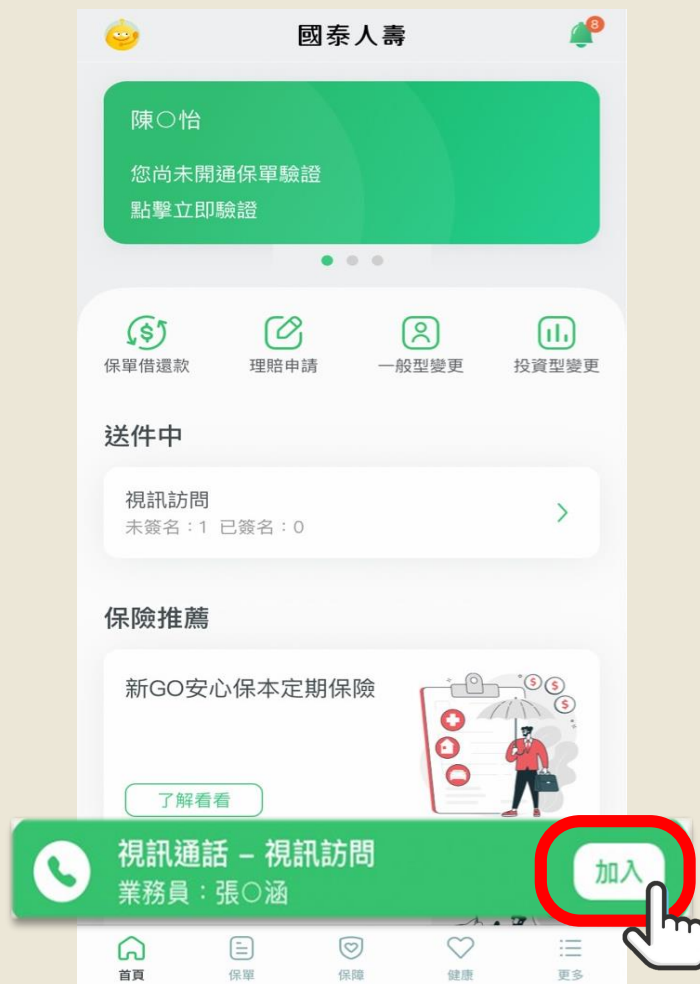 國泰人壽
8
陳○怡
您尚未開通保單驗證
點擊立即驗證
保單借還款 理賠申請 一般型變更 投資型變更
送件中
視訊訪問
未簽名：1 已簽名：0
保險推薦
新GO安心保本定期保險
了解看看
視訊通話 – 視訊訪問
業務員：張○涵
加入
首頁 保單 保障 健康 更多